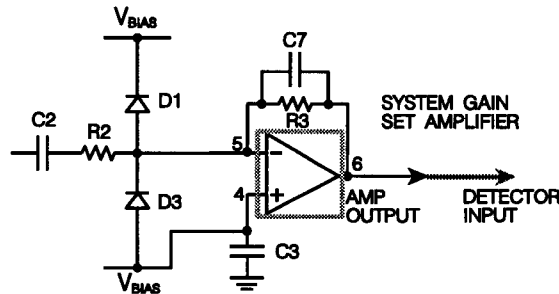 VBIAS
C7
D1
C2
R2
R3
SYSTEM GAIN
SET AMPLIFIER
5
6
−
4
+
D3
AMP
OUTPUT
DETECTOR
INPUT
C3
VBIAS